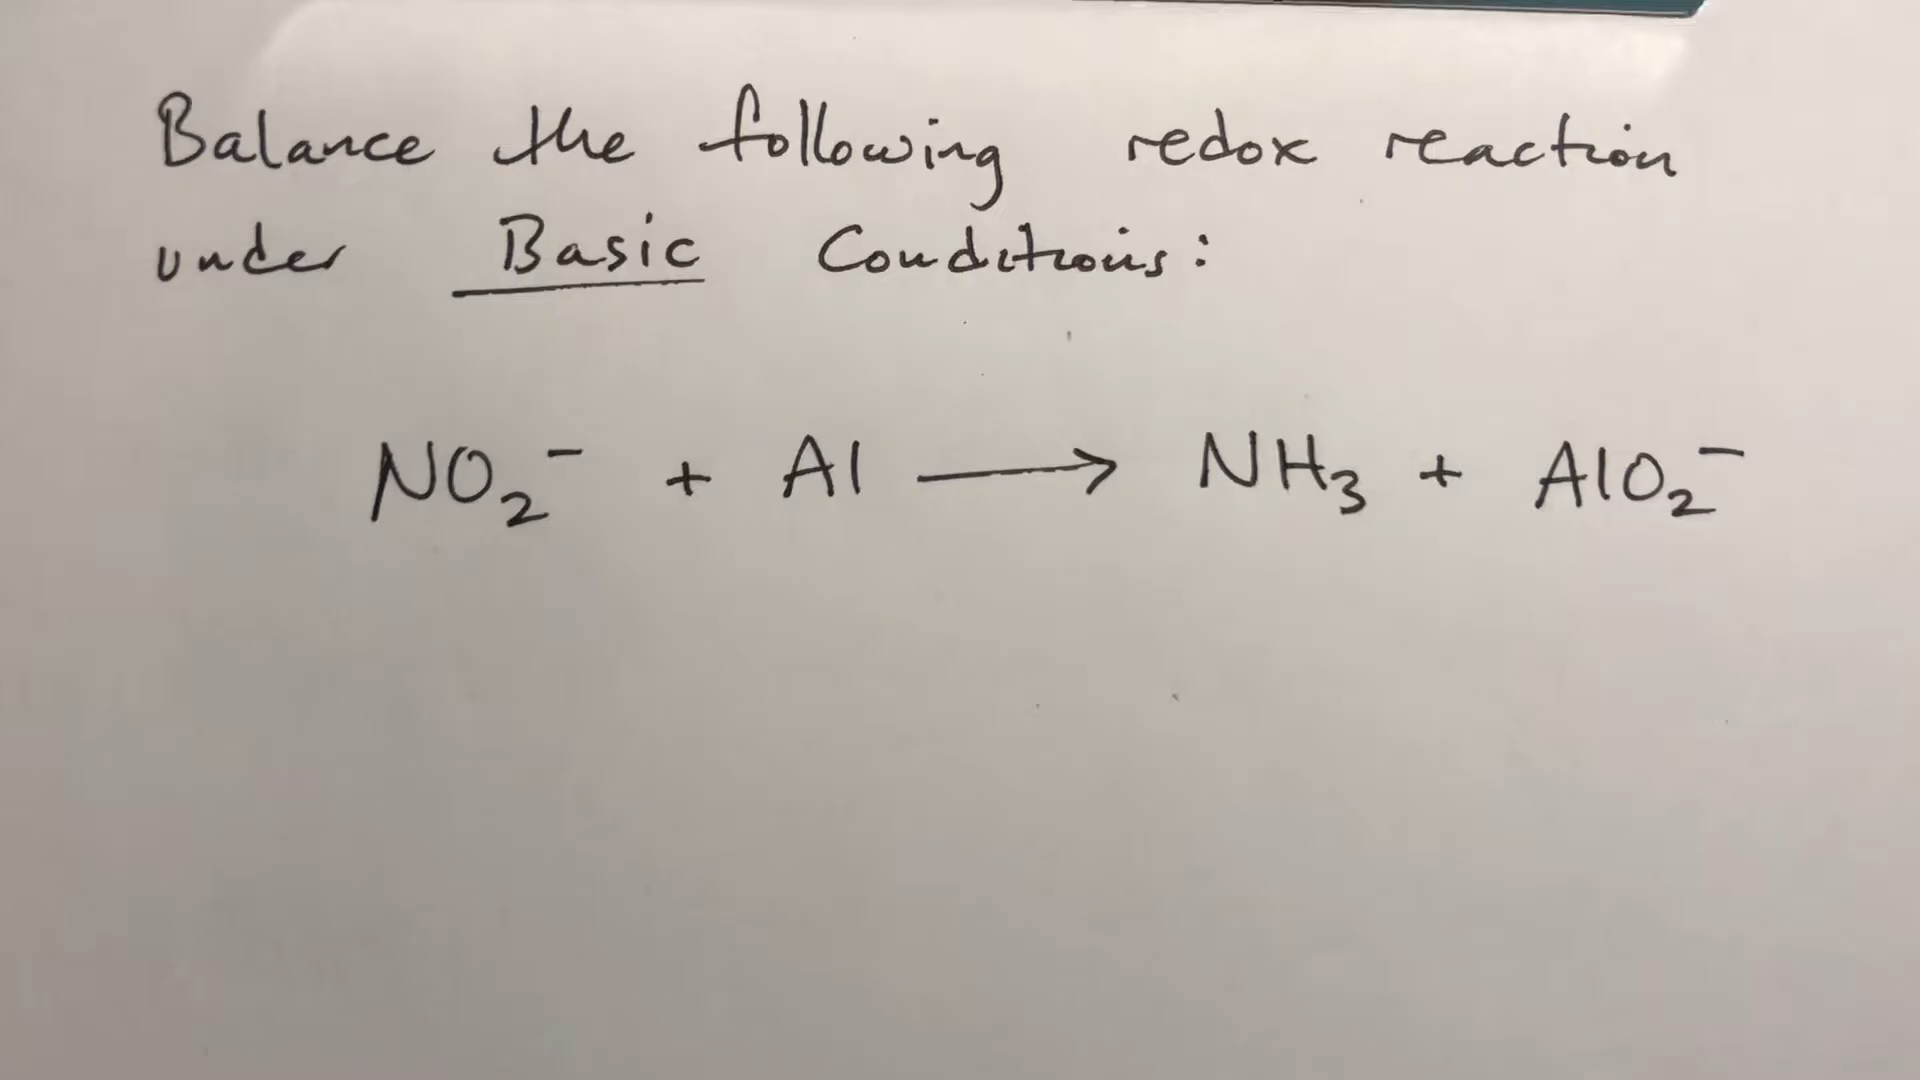 Balance the following redox reaction
under Basic Conditions:
NO₂⁻ + Al ⟶ NH₃ + AlO₂⁻